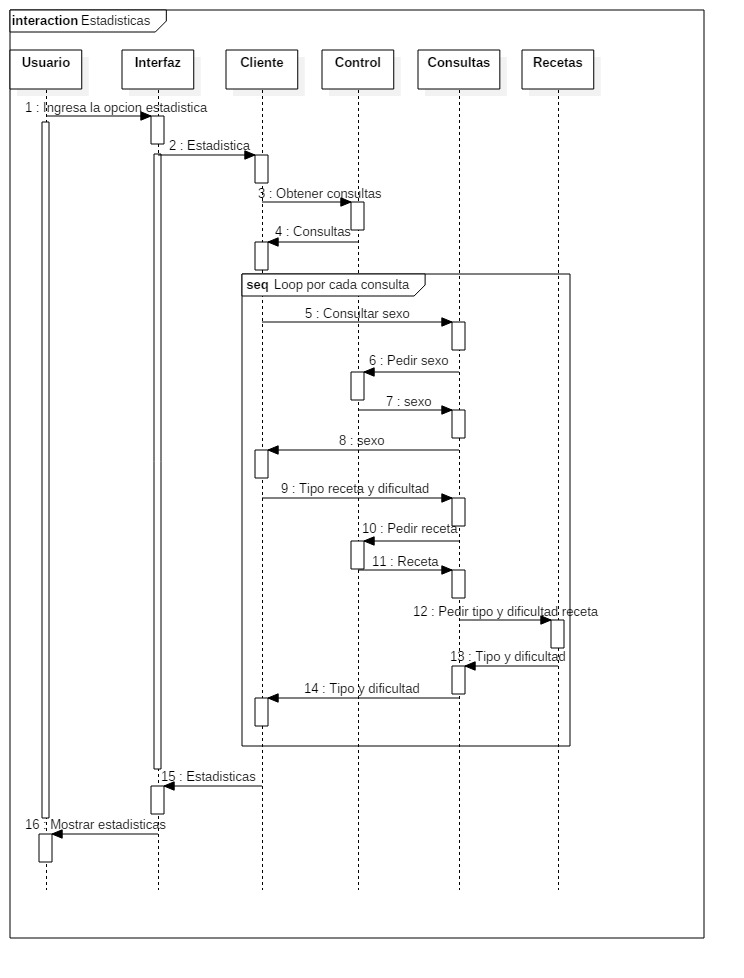 interaction Estadisticas
Usuario Interfaz Cliente Control Consultas Recetas
1 : Ingresa la opcion estadistica
2 : Estadistica
3 : Obtener consultas
4 : Consultas
seq Loop por cada consulta
5 : Consultar sexo
6 : Pedir sexo
7 : sexo
8 : sexo
9 : Tipo receta y dificultad
10 : Pedir receta
11 : Receta
12 : Pedir tipo y dificultad receta
13 : Tipo y dificultad
14 : Tipo y dificultad
15 : Estadisticas
16 : Mostrar estadisticas